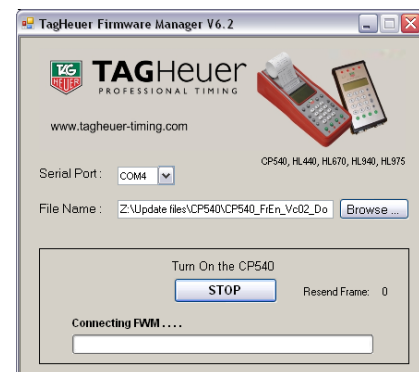 TagHeuer Firmware Manager V6.2
TAG
HEUER
TAGHeuer
PROFESSIONAL TIMING
www.tagheuer-timing.com
CP540, HL440, HL670, HL940, HL975
Serial Port :
COM4
File Name :
Z:\Update files\CP540\CP540_FrEn_Vc02_Do
Browse ...
Turn On the CP540
STOP
Resend Frame: 0
Connecting FWM . . . .